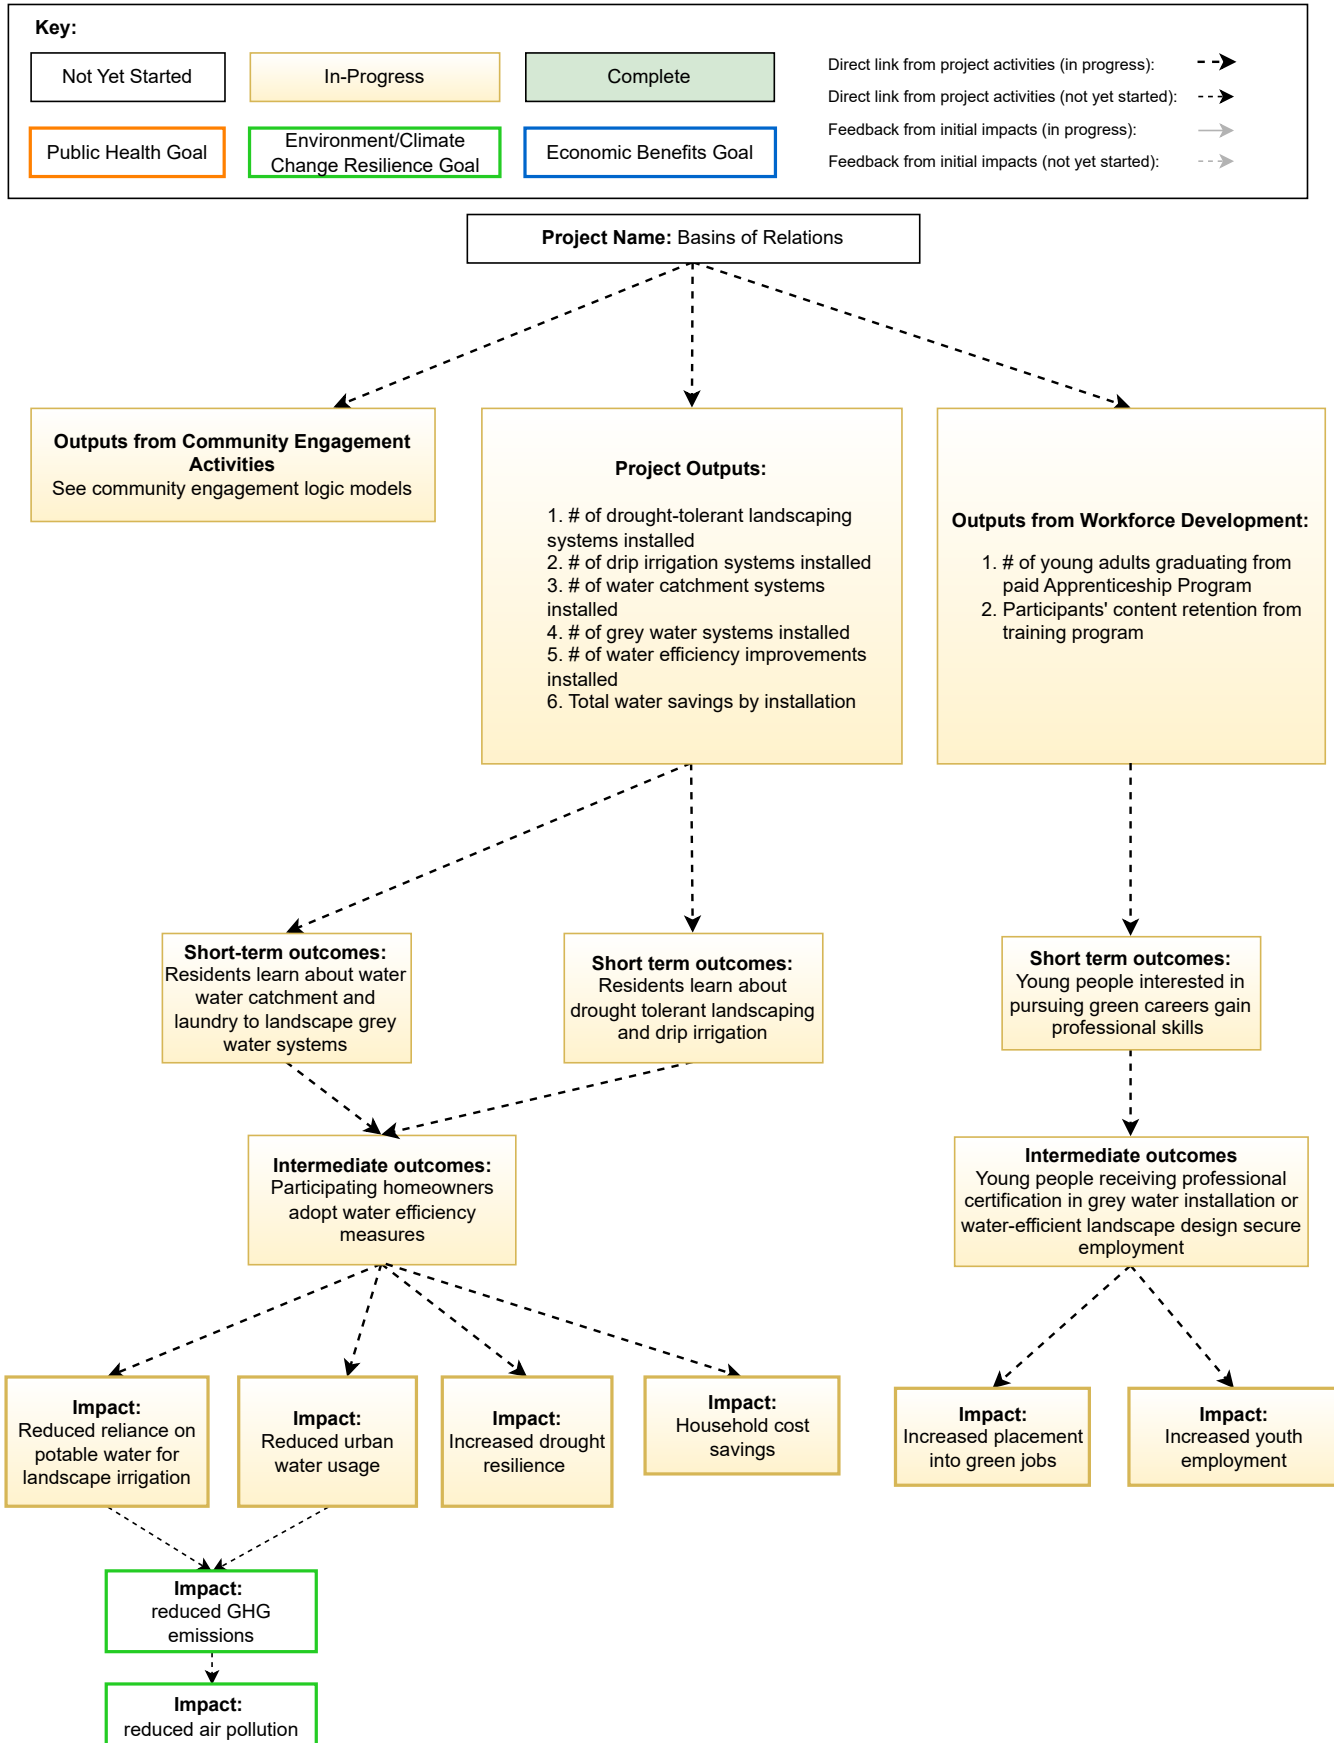 Key:
Not Yet Started
In-Progress
Complete
Public Health Goal
Environment/Climate
Change Resilience Goal
Economic Benefits Goal
Direct link from project activities (in progress):
Direct link from project activities (not yet started):
Feedback from initial impacts (in progress):
Feedback from initial impacts (not yet started):
Project Name: Basins of Relations
Outputs from Community Engagement
Activities
See community engagement logic models
Project Outputs:
1. # of drought-tolerant landscaping
systems installed
2. # of drip irrigation systems installed
3. # of water catchment systems
installed
4. # of grey water systems installed
5. # of water efficiency improvements
installed
6. Total water savings by installation
Outputs from Workforce Development:
1. # of young adults graduating from
paid Apprenticeship Program
2. Participants' content retention from
training program
Short-term outcomes:
Residents learn about water
water catchment and
laundry to landscape grey
water systems
Short term outcomes:
Residents learn about
drought tolerant landscaping
and drip irrigation
Short term outcomes:
Young people interested in
pursuing green careers gain
professional skills
Intermediate outcomes:
Participating homeowners
adopt water efficiency
measures
Intermediate outcomes
Young people receiving professional
certification in grey water installation or
water-efficient landscape design secure
employment
Impact:
Reduced reliance on
potable water for
landscape irrigation
Impact:
Reduced urban
water usage
Impact:
Increased drought
resilience
Impact:
Household cost
savings
Impact:
Increased placement
into green jobs
Impact:
Increased youth
employment
Impact:
reduced GHG
emissions
Impact:
reduced air pollution